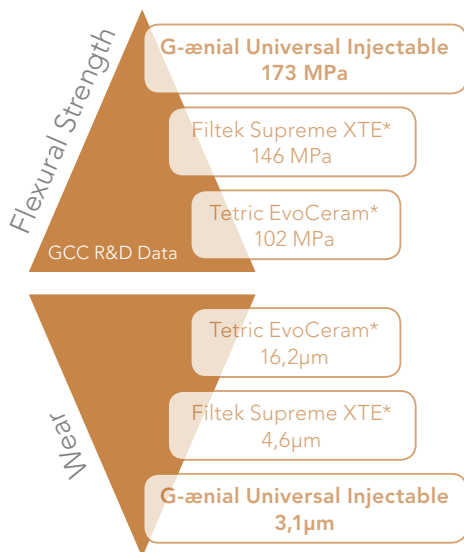 Flexural Strength
G-ænial Universal Injectable
173 MPa
Filtek Supreme XTE*
146 MPa
Tetric EvoCeram*
102 MPa
GCC R&D Data
Wear
Tetric EvoCeram*
16,2µm
Filtek Supreme XTE*
4,6µm
G-ænial Universal Injectable
3,1µm